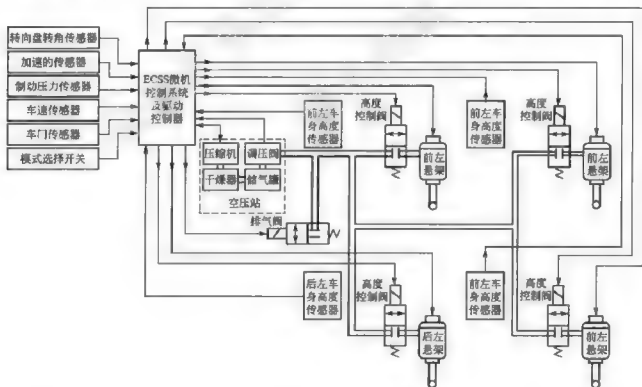 转向盘转角传感器
加速的传感器
制动压力传感器
车速传感器
车门传感器
模式选择开关
ECSS微机
控制系统
及驱动
控制器
压缩机
调压阀
干燥器
储气罐
空压站
排气阀
前左车
身高度
传感器
高度
控制阀
前左
悬架
前左车
身高度
传感器
高度
控制阀
前左
悬架
后左车
身高度
传感器
高度
控制阀
后左
悬架
前左车
身高度
传感器
高度
控制阀
前左
悬架